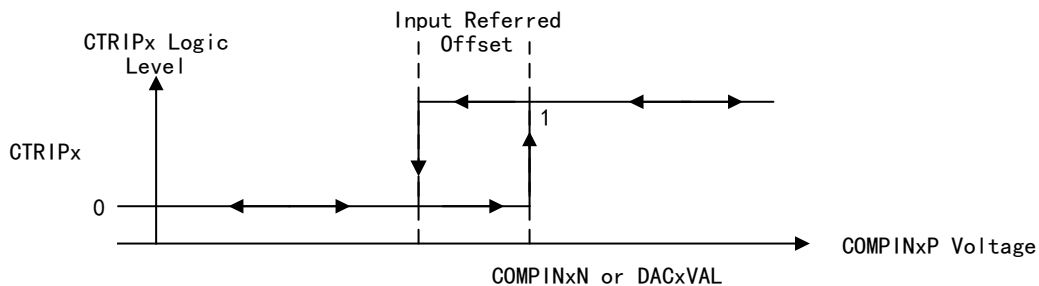 Input Referred
Offset
CTRIPx Logic
Level
1
CTRIPx
0
COMPINxP Voltage
COMPINxN or DACxVAL